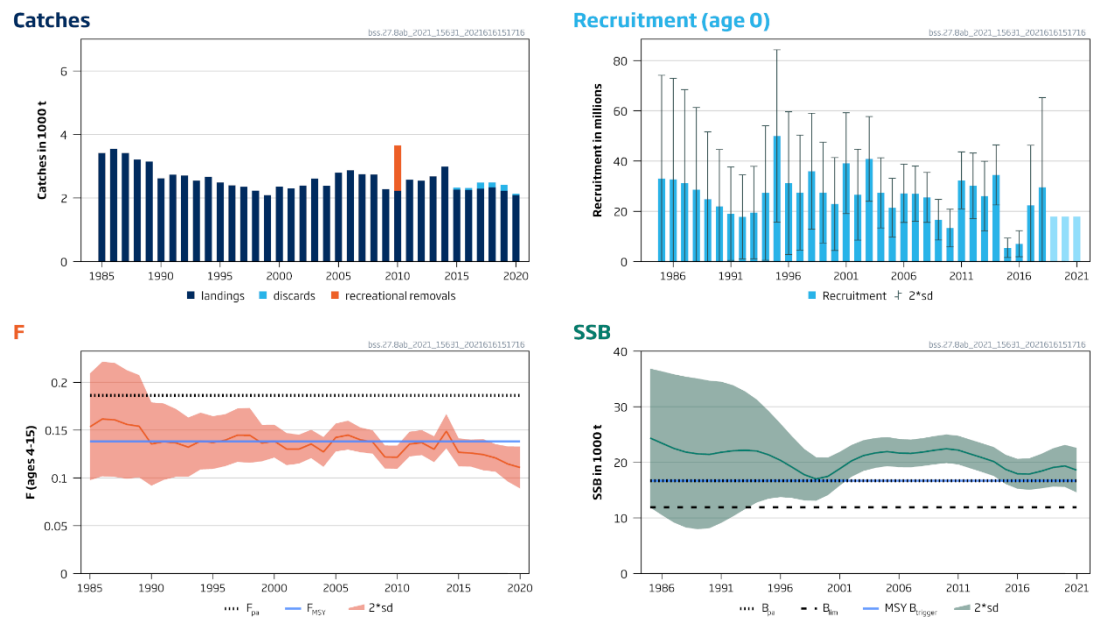 Catches
bss.27.8ab_2021_15631_2021616151716
Catches in 1000 t
6
4
2
0
1985 1990 1995 2000 2005 2010 2015 2020
landings discards recreational removals
Recruitment (age 0)
bss.27.8ab_2021_15631_2021616151716
Recruitment in millions
80
60
40
20
0
1986 1991 1996 2001 2006 2011 2016 2021
Recruitment 2*sd
F
bss.27.8ab_2021_15631_2021616151716
F (ages 4-15)
0.2
0.15
0.1
0.05
0
1985 1990 1995 2000 2005 2010 2015 2020
Fpa FMSY 2*sd
SSB
bss.27.8ab_2021_15631_2021616151716
SSB in 1000 t
40
30
20
10
0
1986 1991 1996 2001 2006 2011 2016 2021
Bpa Blim MSY Btrigger 2*sd